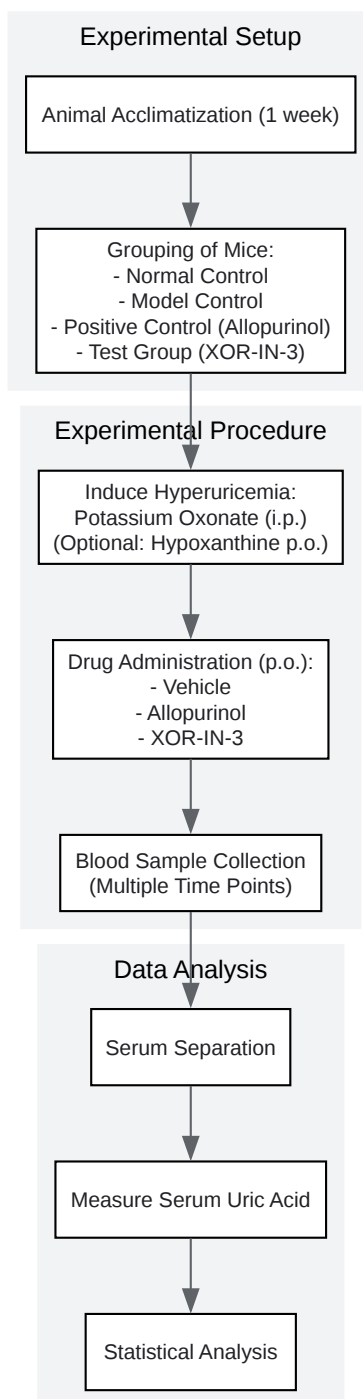 Experimental Setup
Animal Acclimatization (1 week)
Grouping of Mice:
- Normal Control
- Model Control
- Positive Control (Allopurinol)
- Test Group (XOR-IN-3)
Experimental Procedure
Induce Hyperuricemia:
Potassium Oxonate (i.p.)
(Optional: Hypoxanthine p.o.)
Drug Administration (p.o.):
- Vehicle
- Allopurinol
- XOR-IN-3
Blood Sample Collection
(Multiple Time Points)
Data Analysis
Serum Separation
Measure Serum Uric Acid
Statistical Analysis